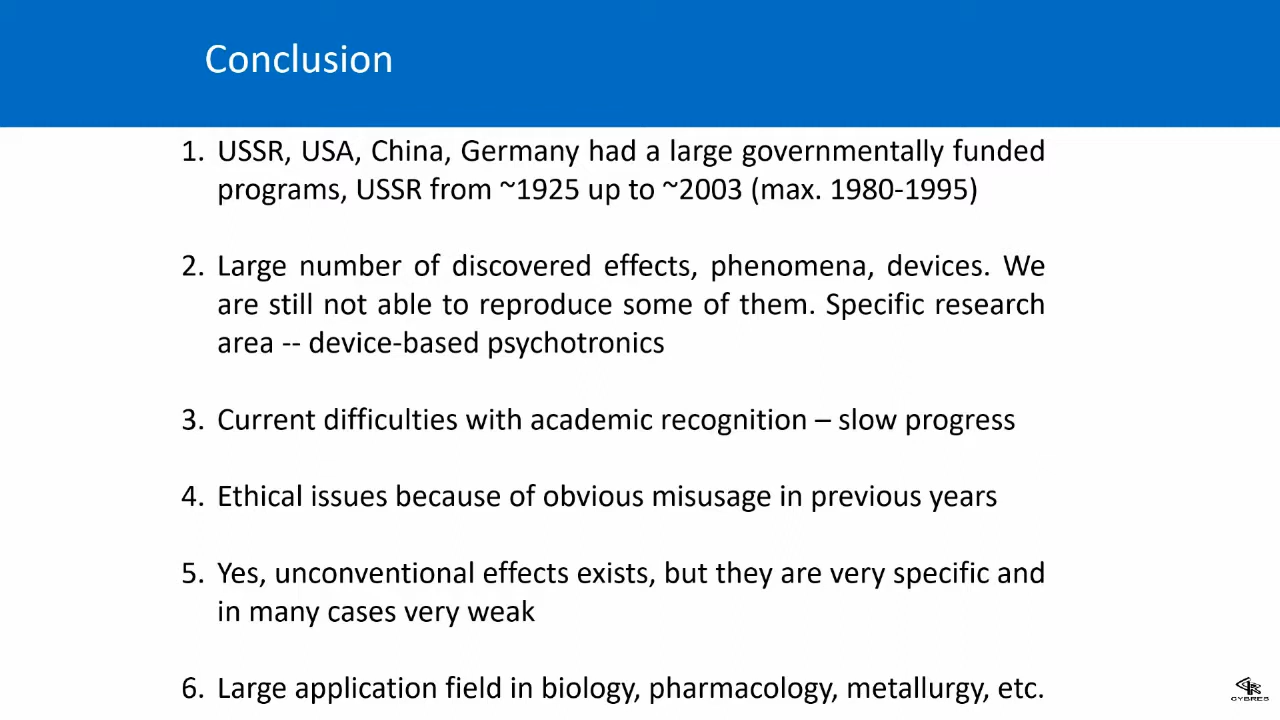 Conclusion
1. USSR, USA, China, Germany had a large governmentally funded
programs, USSR from ~1925 up to ~2003 (max. 1980-1995)
2. Large number of discovered effects, phenomena, devices. We
are still not able to reproduce some of them. Specific research
area -- device-based psychotronics
3. Current difficulties with academic recognition – slow progress
4. Ethical issues because of obvious misusage in previous years
5. Yes, unconventional effects exists, but they are very specific and
in many cases very weak
6. Large application field in biology, pharmacology, metallurgy, etc.
CYBRES